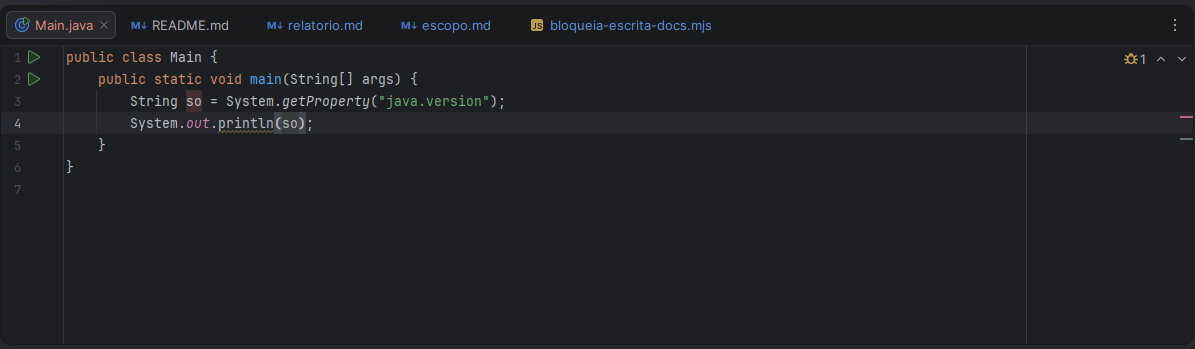 Main.java README.md relatorio.md escopo.md bloqueia-escrita-docs.mjs
1 public class Main { 1
2 public static void main(String[] args) {
3 String so = System.getProperty("java.version");
4 System.out.println(so);
5 }
6 }
7